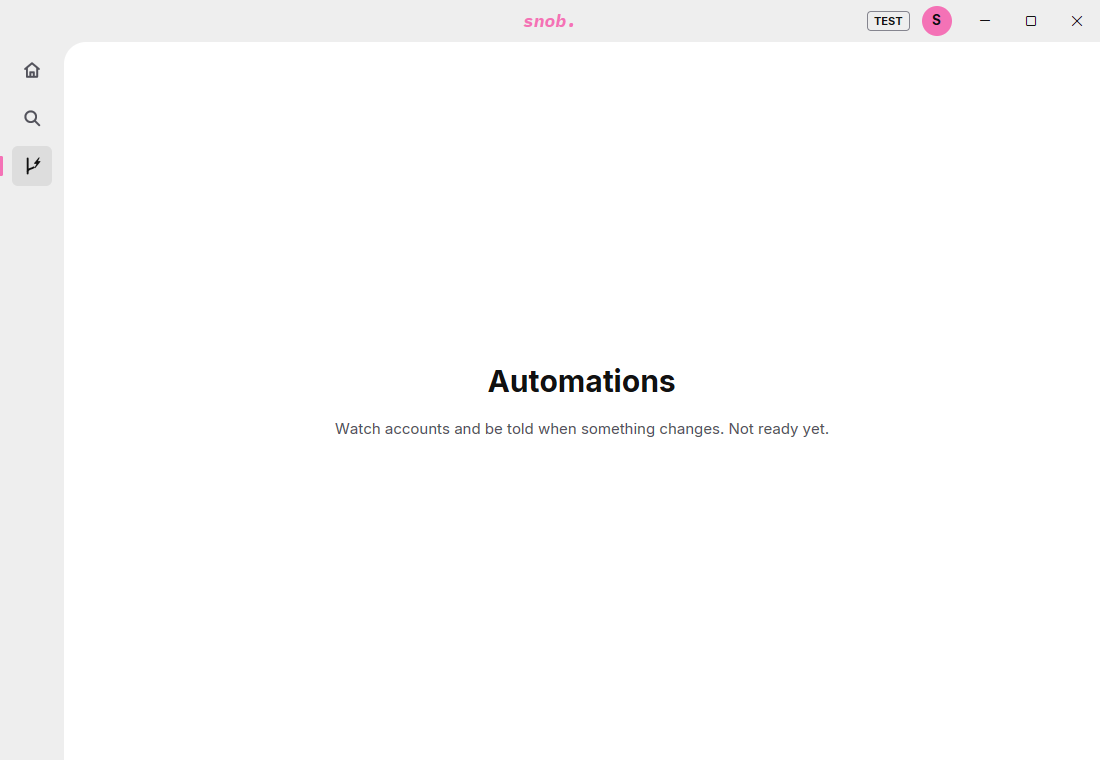 snob.
TEST
S
Automations
Watch accounts and be told when something changes. Not ready yet.